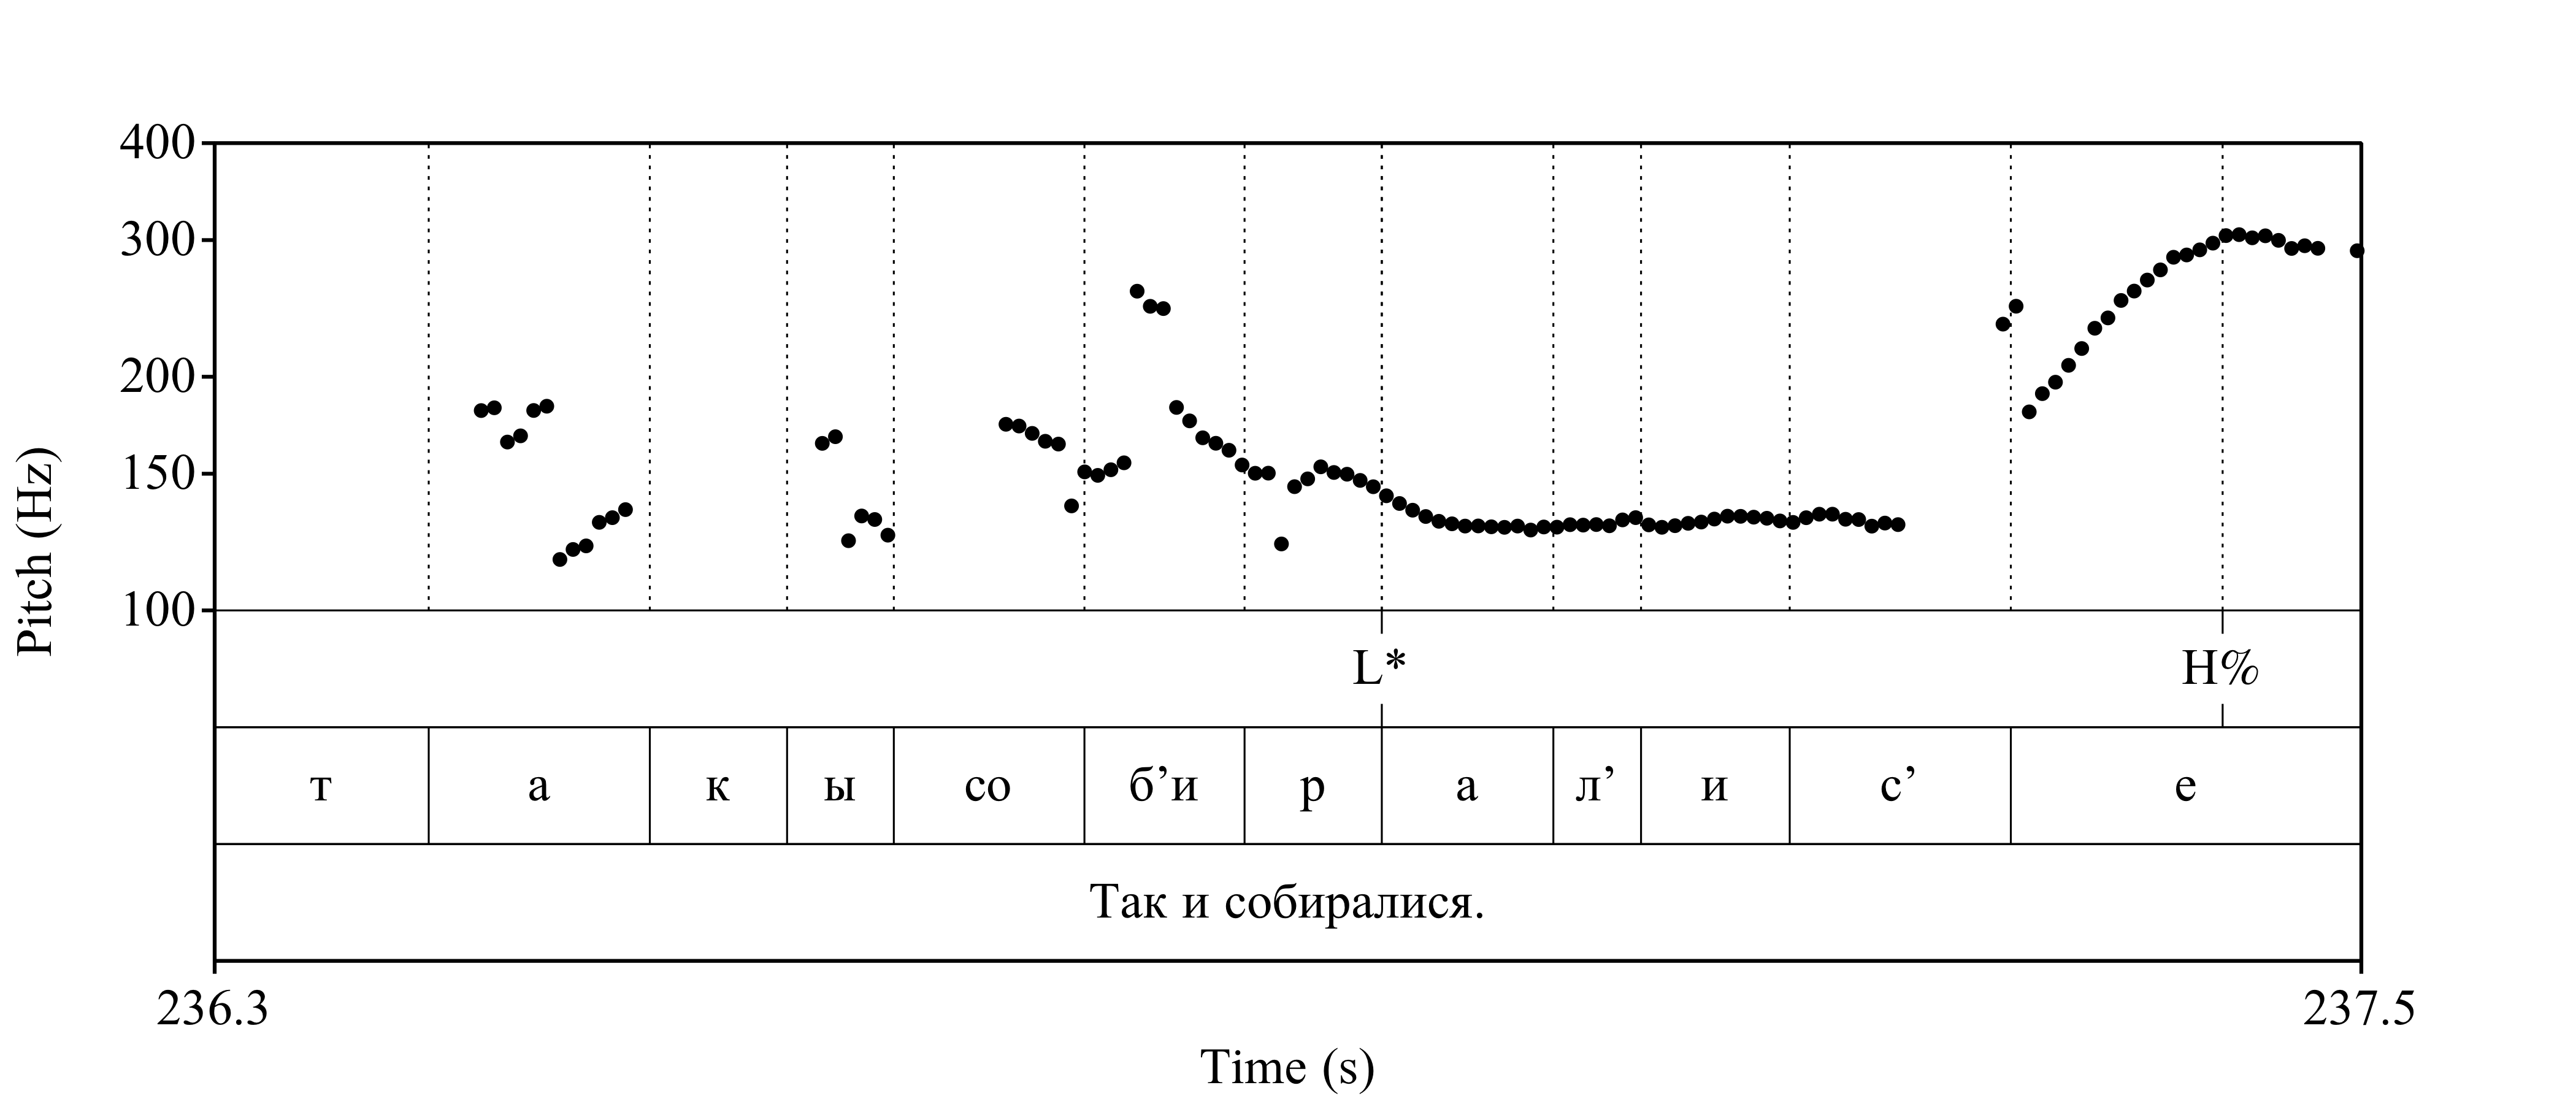 400
300
200
150
100
Pitch (Hz)
L* H%
т а к ы со б’и р а л’ и с’ е
Так и собиралися.
236.3 237.5
Time (s)